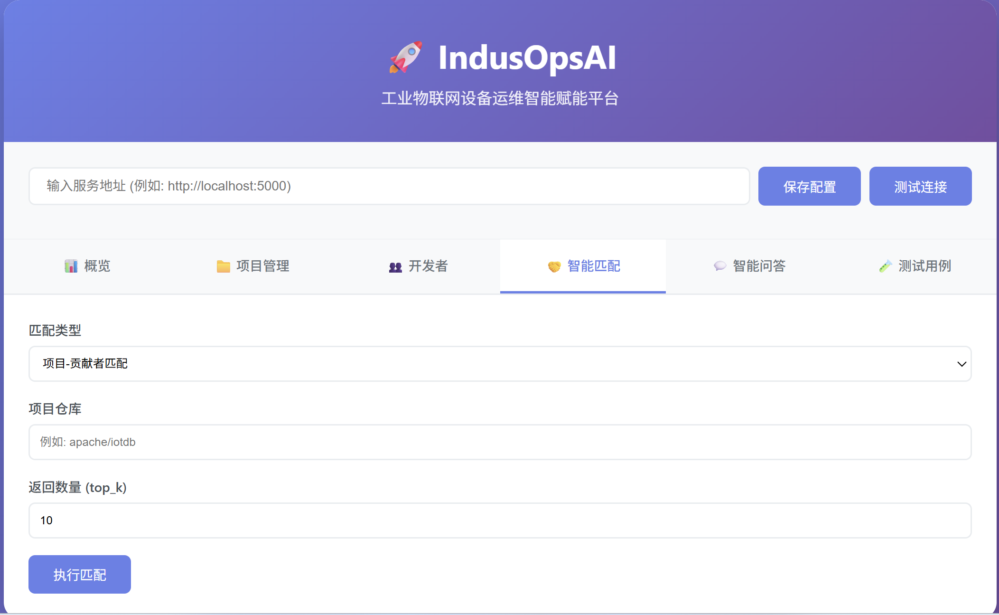 IndusOpsAI
工业物联网设备运维智能赋能平台
输入服务地址 (例如: http://localhost:5000)
保存配置
测试连接
概览
项目管理
开发者
智能匹配
智能问答
测试用例
匹配类型
项目-贡献者匹配
项目仓库
例如: apache/iotdb
返回数量 (top_k)
10
执行匹配